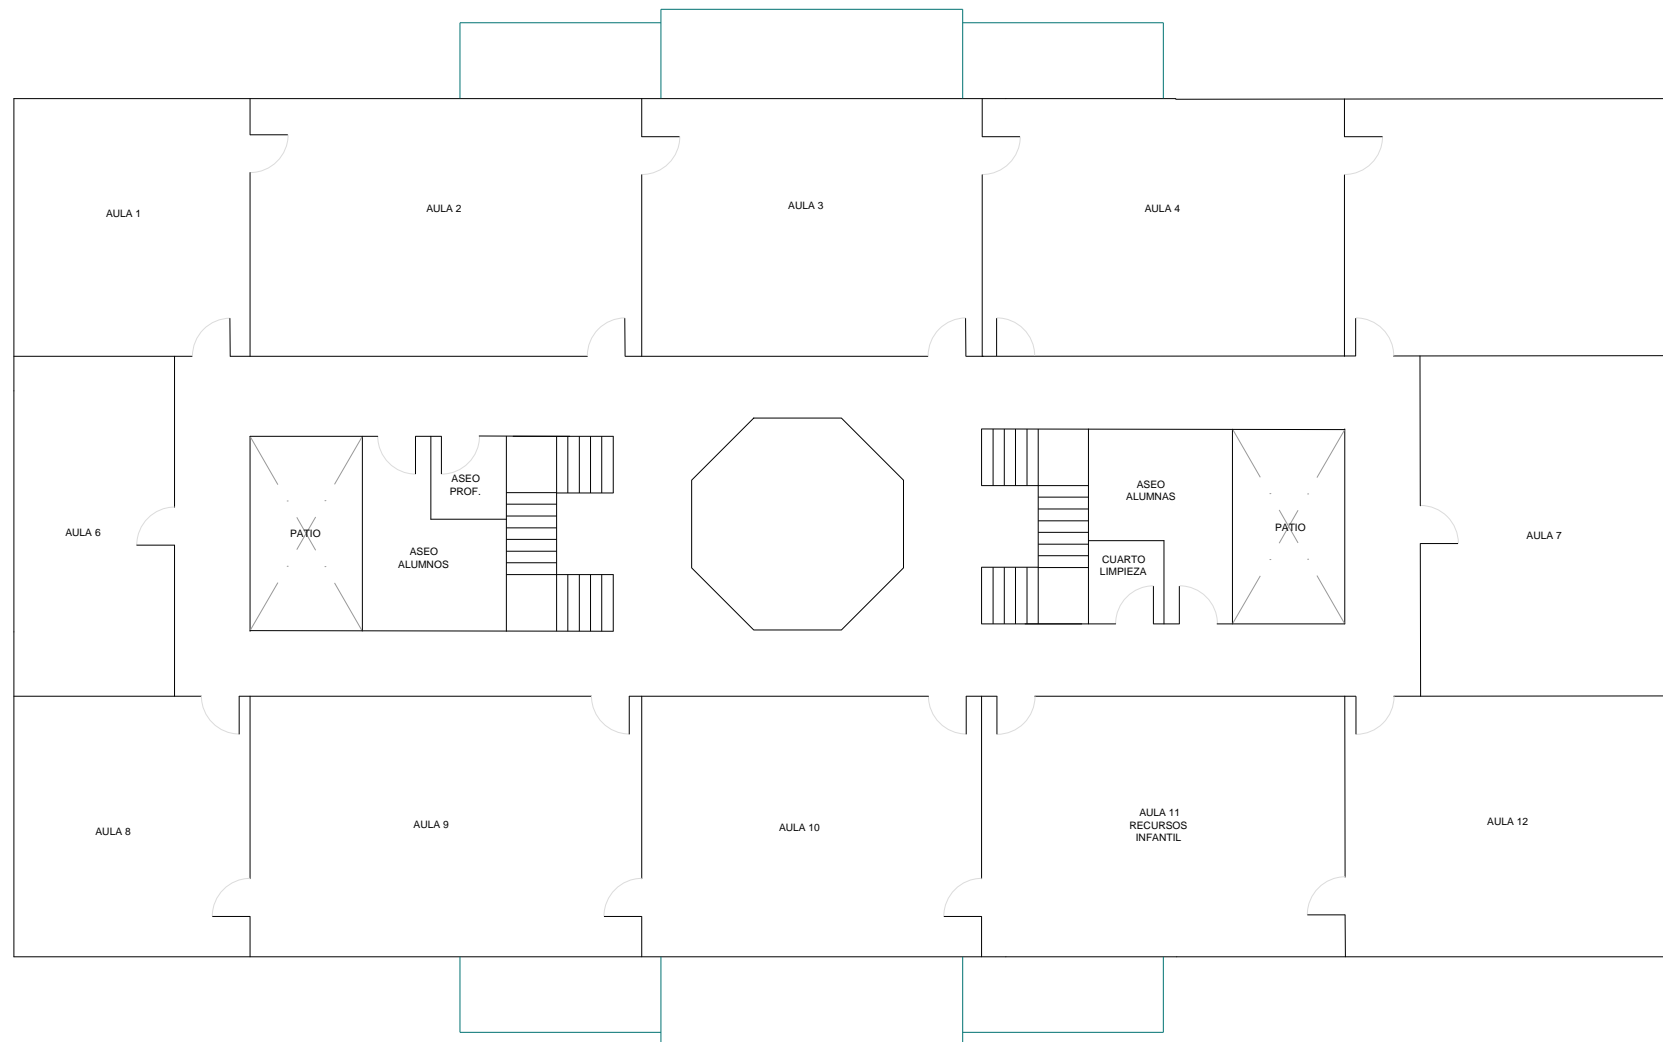 AULA 1
AULA 2
AULA 3
AULA 4
ASEO
PROF.
ASEO
ALUMNAS
AULA 6
PATIO
ASEO
ALUMNOS
CUARTO
LIMPIEZA
PATIO
AULA 7
AULA 8
AULA 9
AULA 10
AULA 11
RECURSOS
INFANTIL
AULA 12